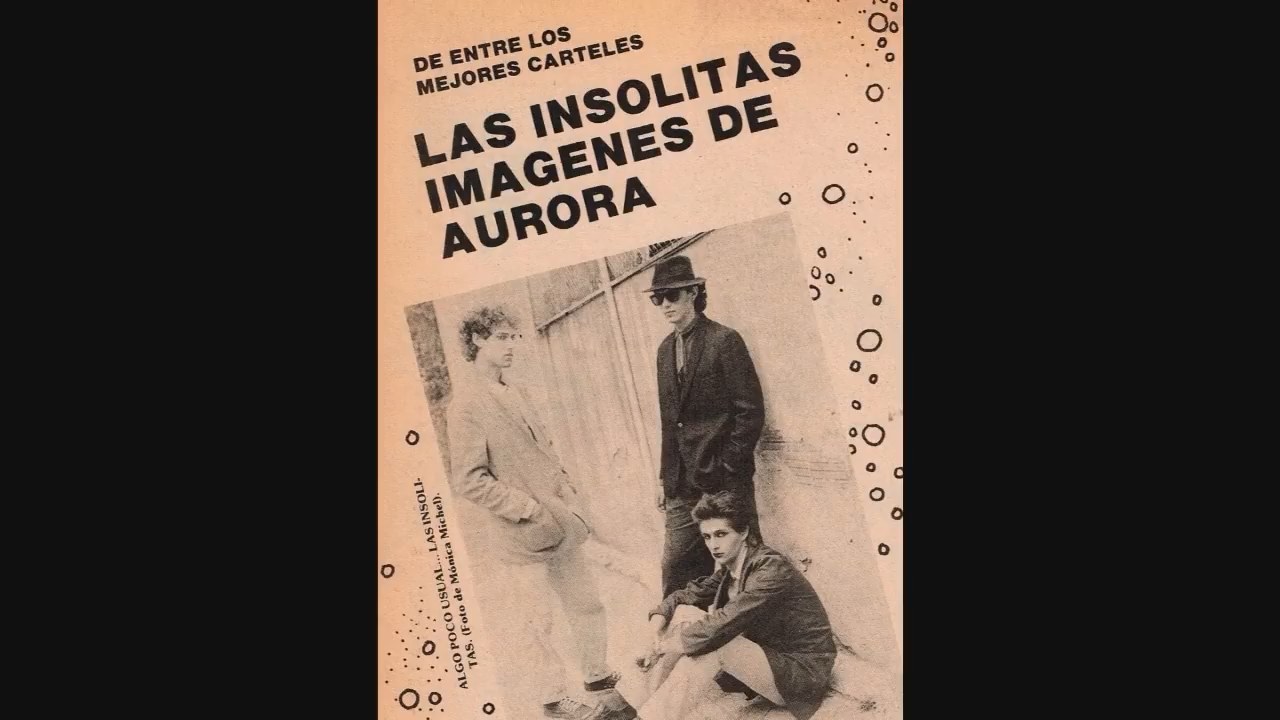 DE ENTRE LOS
MEJORES CARTELES
LAS INSOLITAS
IMAGENES DE
AURORA
ALGO POCO USUAL... LAS INSOLI-
TAS. (Foto de Mónica Michel).